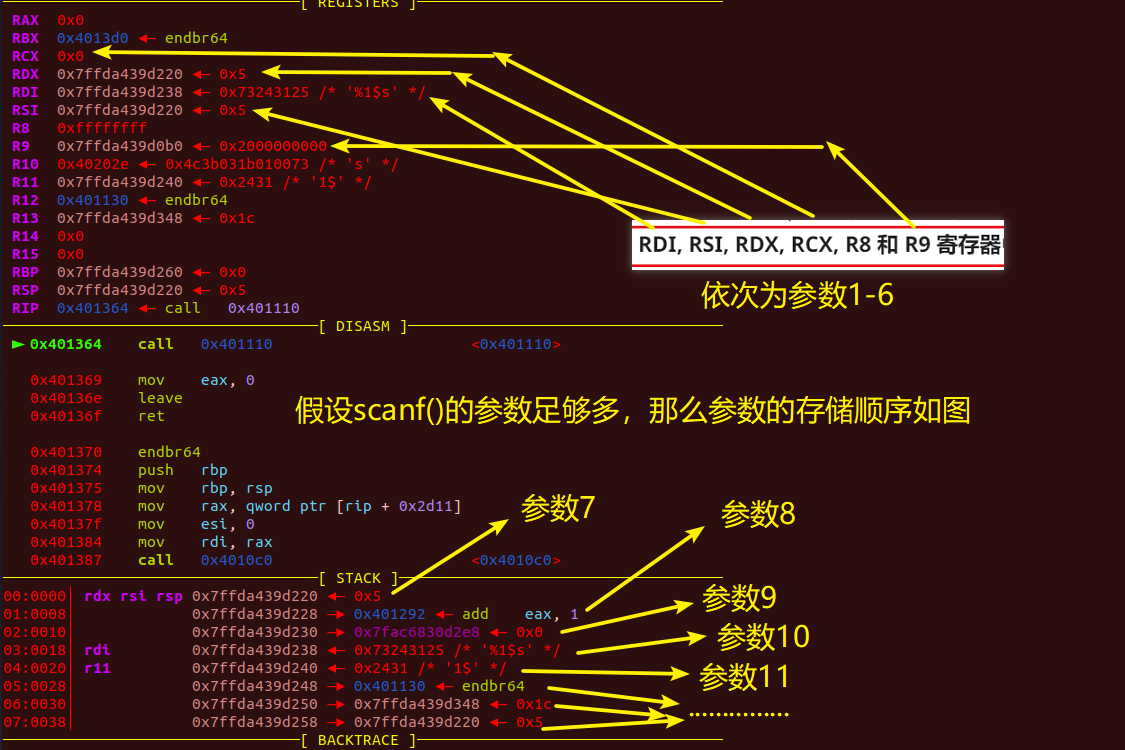 [ REGISTERS ]
RAX 0x0
RBX 0x4013d0 ◂— endbr64
RCX 0x0
RDX 0x7ffda439d220 ◂— 0x5
RDI 0x7ffda439d238 ◂— 0x73243125 /* '%1$s' */
RSI 0x7ffda439d220 ◂— 0x5
R8 0xffffffff
R9 0x7ffda439d0b0 ◂— 0x2000000000
R10 0x40202e ◂— 0x4c3b031b010073 /* 's' */
R11 0x7ffda439d240 ◂— 0x2431 /* '1$' */
R12 0x401130 ◂— endbr64
R13 0x7ffda439d348 ◂— 0x1c
R14 0x0
R15 0x0
RBP 0x7ffda439d260 ◂— 0x0
RSP 0x7ffda439d220 ◂— 0x5
RIP 0x401364 ◂— call 0x401110
RDI, RSI, RDX, RCX, R8 和 R9 寄存器
依次为参数1-6
[ DISASM ]
► 0x401364 call 0x401110 <0x401110>
0x401369 mov eax, 0
0x40136e leave
0x40136f ret
假设scanf()的参数足够多，那么参数的存储顺序如图
0x401370 endbr64
0x401374 push rbp
0x401375 mov rbp, rsp
0x401378 mov rax, qword ptr [rip + 0x2d11]
0x40137f mov esi, 0
0x401384 mov rdi, rax
0x401387 call 0x4010c0 <0x4010c0>
参数7
参数8
[ STACK ]
00:0000│ rdx rsi rsp 0x7ffda439d220 ◂— 0x5
01:0008│ 0x7ffda439d228 —▸ 0x401292 ◂— add eax, 1
02:0010│ 0x7ffda439d230 —▸ 0x7fac6830d2e8 ◂— 0x0
03:0018│ rdi 0x7ffda439d238 ◂— 0x73243125 /* '%1$s' */
04:0020│ r11 0x7ffda439d240 ◂— 0x2431 /* '1$' */
05:0028│ 0x7ffda439d248 —▸ 0x401130 ◂— endbr64
06:0030│ 0x7ffda439d250 —▸ 0x7ffda439d348 ◂— 0x1c
07:0038│ 0x7ffda439d258 —▸ 0x7ffda439d220 ◂— 0x5
参数9
参数10
参数11
...............
[ BACKTRACE ]